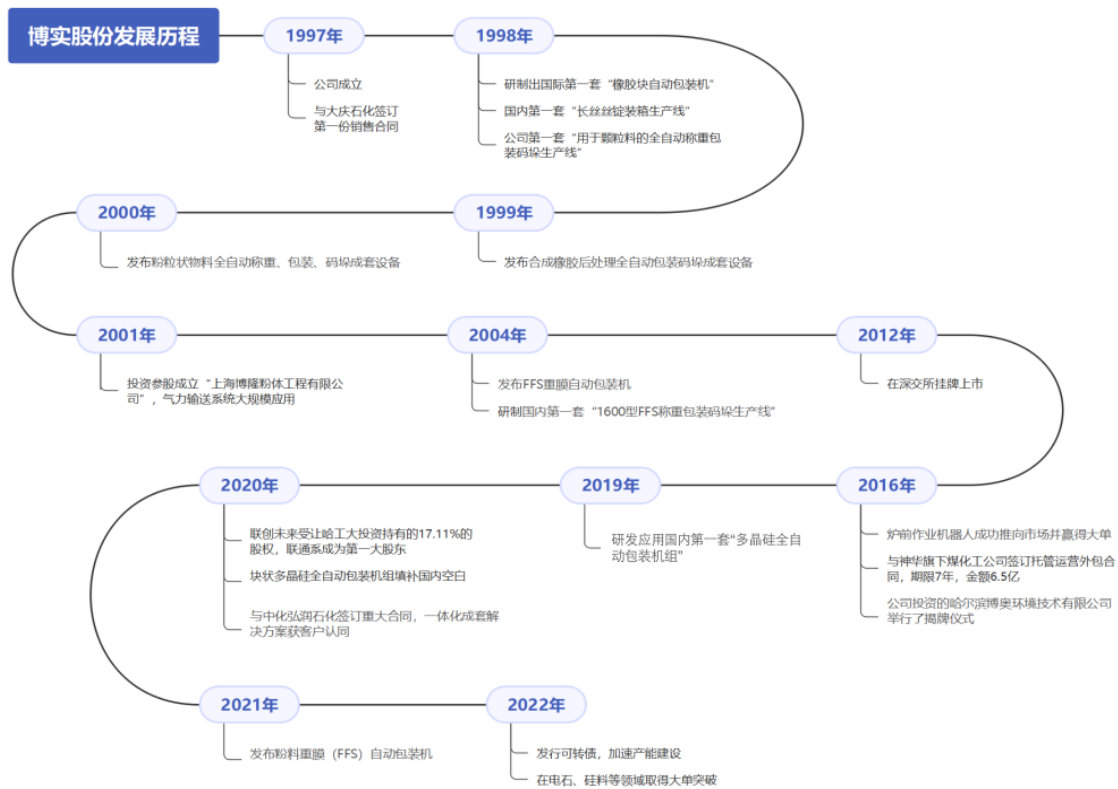 博实股份发展历程
1997年
公司成立
与大庆石化签订
第一份销售合同
1998年
研制出国际第一套“橡胶块自动包装机”
国内第一套“长丝丝锭装箱生产线”
公司第一套“用于颗粒料的全自动称重包
装码垛生产线”
1999年
发布合成橡胶后处理全自动包装码垛成套设备
2000年
发布粉粒状物料全自动称重、包装、码垛成套设备
2001年
投资参股成立“上海博隆粉体工程有限公
司”，气力输送系统大规模应用
2004年
发布FFS重膜自动包装机
研制国内第一套“1600型FFS称重包装码垛生产线”
2012年
在深交所挂牌上市
2016年
炉前作业机器人成功推向市场并赢得大单
与神华旗下煤化工公司签订托管运营外包合
同，期限7年，金额6.5亿
公司投资的哈尔滨博奥环境技术有限公司
举行了揭牌仪式
2019年
研发应用国内第一套“多晶硅全自
动包装机组”
2020年
联创未来受让哈工大投资持有的17.11%的
股权，联通系成为第一大股东
块状多晶硅全自动包装机组填补国内空白
与中化弘润石化签订重大合同，一体化成套解
决方案获客户认同
2021年
发布粉料重膜（FFS）自动包装机
2022年
发行可转债，加速产能建设
在电石、硅料等领域取得大单突破